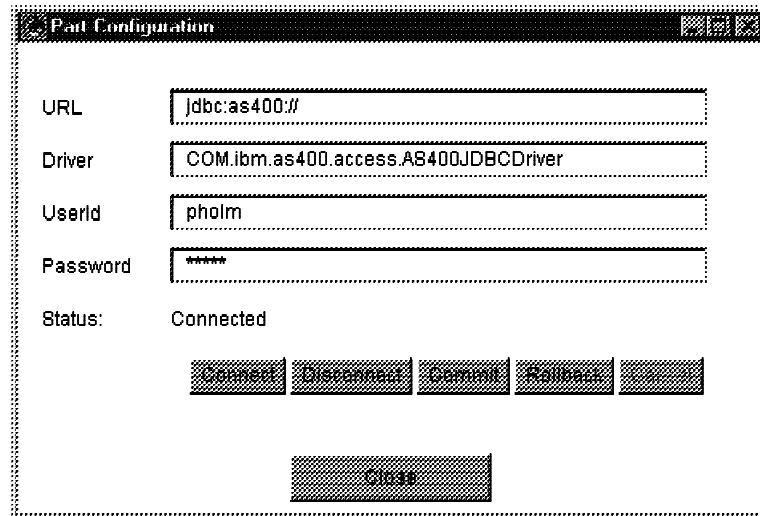 Part Configuration
URL jdbc:as400://
Driver COM.ibm.as400.access.AS400JDBCDriver
UserId pholm
Password *****
Status: Connected
Connect Disconnect Commit Rollback Cancel
Close